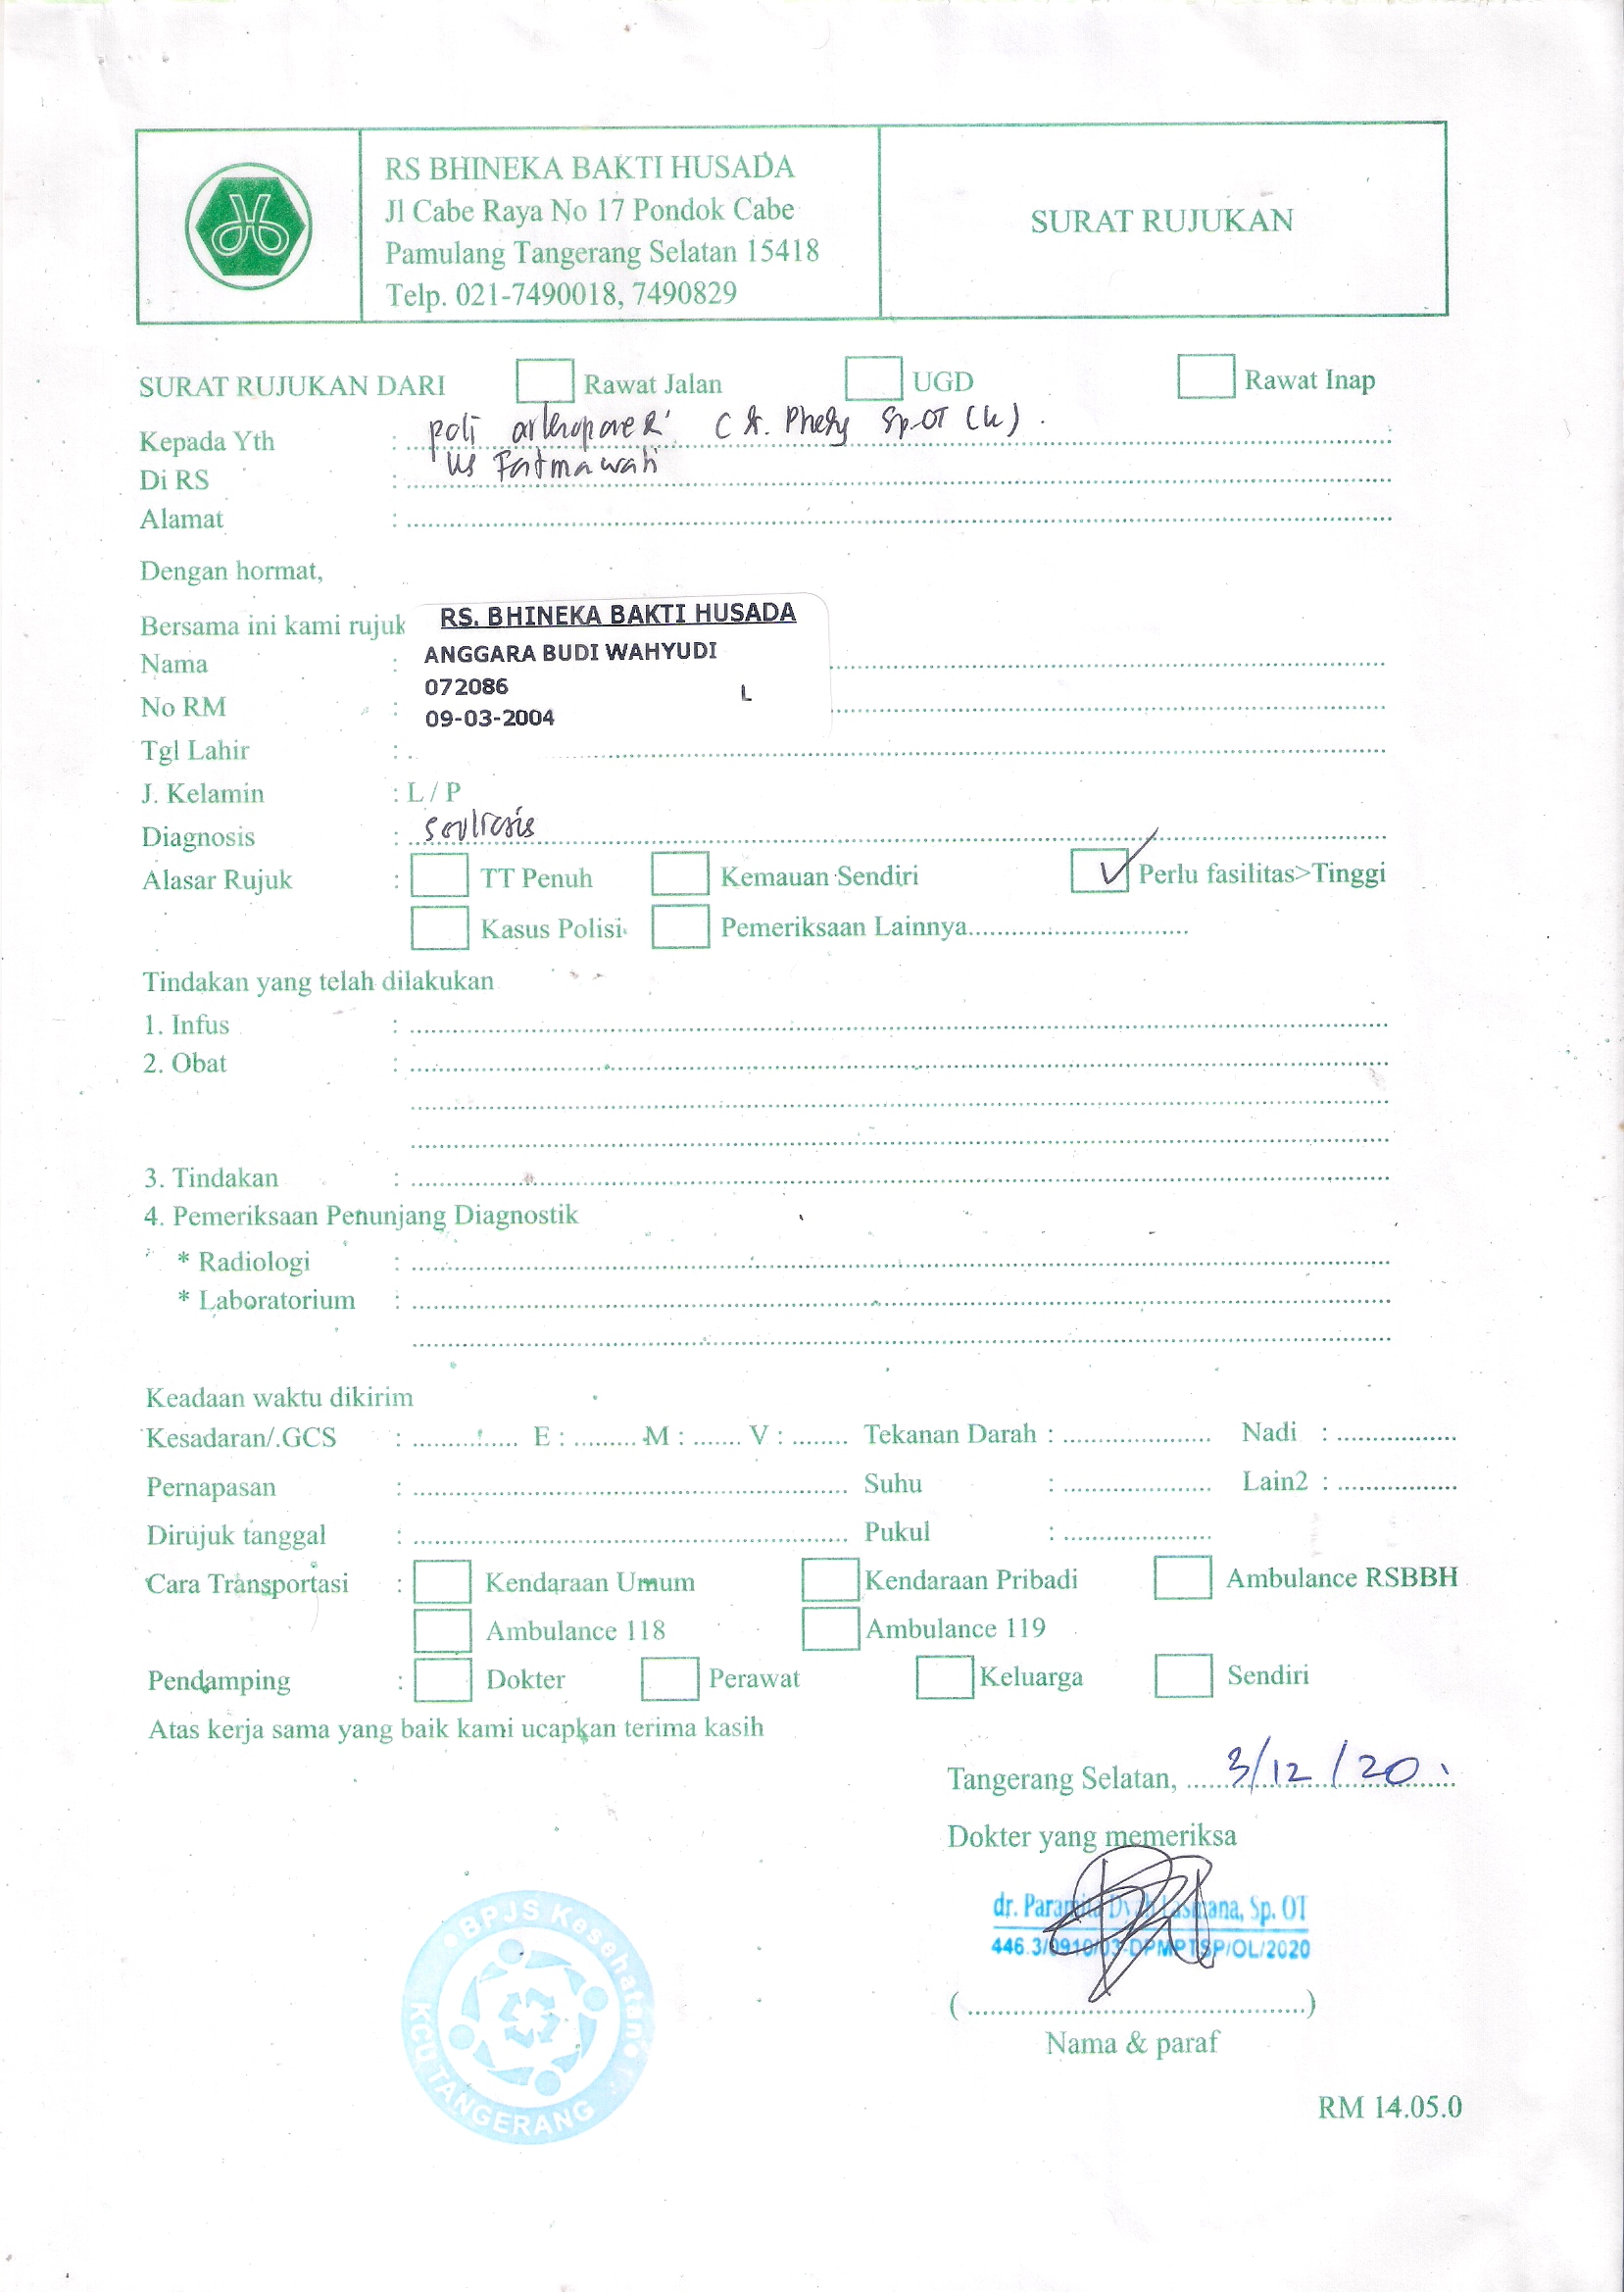 RS BHINEKA BAKTI HUSADA
Jl Cabe Raya No 17 Pondok Cabe
Pamulang Tangerang Selatan 15418
Telp. 021-7490018, 7490829
SURAT RUJUKAN
SURAT RUJUKAN DARI Rawat Jalan UGD Rawat Inap
Kepada Yth : poli Sp.OT (K).
Di RS : RS Fatmawati
Alamat :
Dengan hormat,
Bersama ini kami rujuk
RS. BHINEKA BAKTI HUSADA
Nama : ANGGARA BUDI WAHYUDI
No RM : 072086 L
09-03-2004
Tgl Lahir :
J. Kelamin : L / P
Diagnosis :
Alasar Rujuk : TT Penuh Kemauan Sendiri ✓ Perlu fasilitas>Tinggi
Kasus Polisi Pemeriksaan Lainnya
Tindakan yang telah dilakukan
1. Infus :
2. Obat :
3. Tindakan :
4. Pemeriksaan Penunjang Diagnostik
* Radiologi :
* Laboratorium :
Keadaan waktu dikirim
Kesadaran/.GCS : E : M : V : Tekanan Darah : Nadi :
Pernapasan : Suhu : Lain2 :
Dirujuk tanggal : Pukul :
Cara Transportasi : Kendaraan Umum Kendaraan Pribadi Ambulance RSBBH
Ambulance 118 Ambulance 119
Pendamping : Dokter Perawat Keluarga Sendiri
Atas kerja sama yang baik kami ucapkan terima kasih
Tangerang Selatan, 3/12/20
Dokter yang memeriksa
dr. Sp. OT
446.3/0910/03-DPMPTSP/OL/2020
(                    )
Nama & paraf
BPJS Kesehatan
KCU TANGERANG
RM 14.05.0